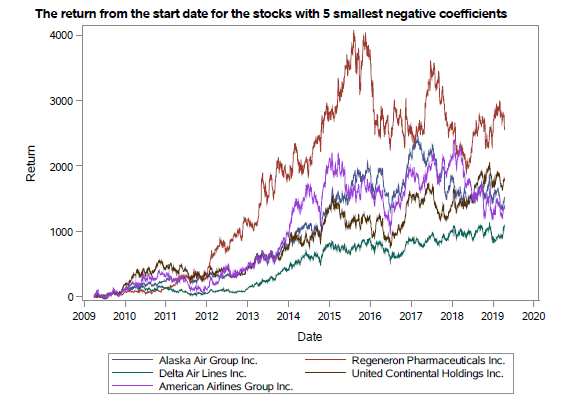 The return from the start date for the stocks with 5 smallest negative coefficients
4000
3000
2000
1000
0
Return
2009 2010 2011 2012 2013 2014 2015 2016 2017 2018 2019 2020
Date
Alaska Air Group Inc. Regeneron Pharmaceuticals Inc.
Delta Air Lines Inc. United Continental Holdings Inc.
American Airlines Group Inc.